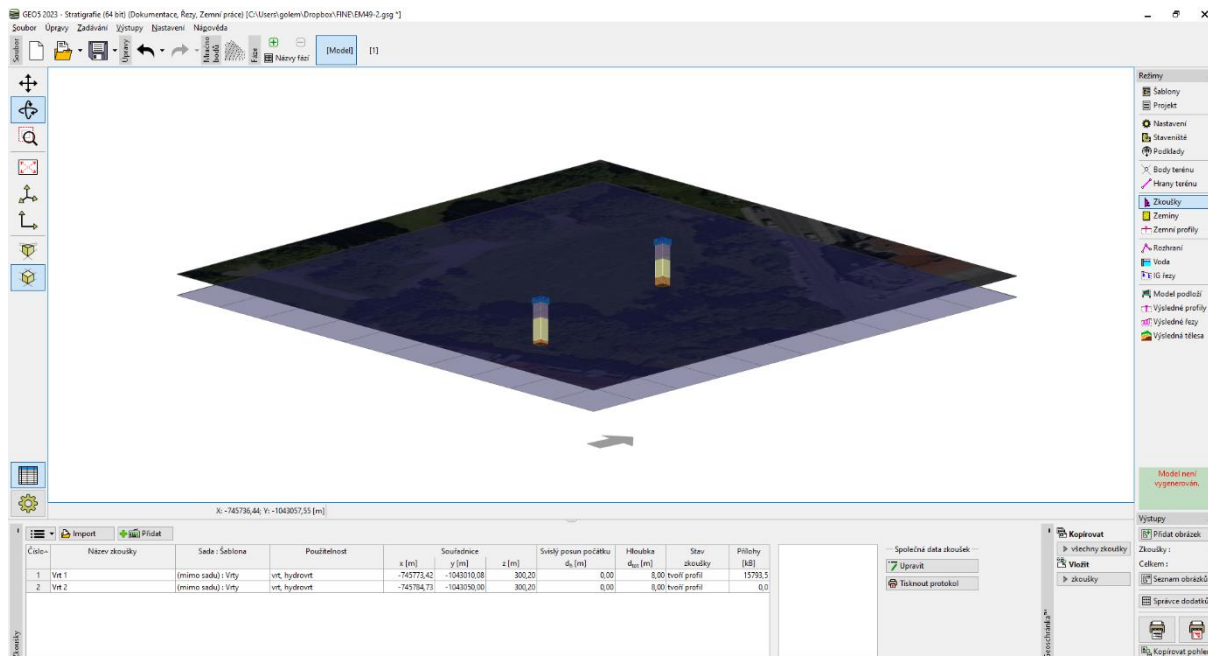 GEO5 2023 - Stratigrafie (64 bit) (Dokumentace, Řezy, Zemní práce) [C:\Users\golem\Dropbox\FINE\EM49-2.gsg *]
Soubor Úpravy Zadávání Výstupy Nastavení Nápověda
Soubor
Úpravy
Fáze
Názvy fází
[Model]
[1]
Režimy
Šablony
Projekt
Nastavení
Staveniště
Podklady
Body terénu
Hrany terénu
Zkoušky
Zeminy
Zemní profily
Rozhraní
Voda
IG řezy
Model podloží
Výsledné profily
Výsledné řezy
Výsledná tělesa
Model není
vygenerován.
X: -745736,44; Y: -1043057,55 [m]
Import
Přidat
Číslo Název zkoušky Sada : Šablona Použitelnost Souřadnice Svislý posun počátku Hloubka Stav Přílohy
x [m] y [m] z [m] dₕ [m] dₜₒₜ [m] zkoušky [kB]
1 Vrt 1 (mimo sadu) : Vrty vrt, hydrovrt -745773,42 -1043010,08 300,20 0,00 8,00 tvoří profil 15793,5
2 Vrt 2 (mimo sadu) : Vrty vrt, hydrovrt -745784,73 -1043050,00 300,20 0,00 8,00 tvoří profil 0,0
Zkoušky
Společná data zkoušek
Upravit
Tisknout protokol
Geoschránka™
Kopírovat
všechny zkoušky
Vložit
zkoušky
Výstupy
Přidat obrázek
Zkoušky :
Celkem :
Seznam obrázků
Správce dodatků
Kopírovat pohled